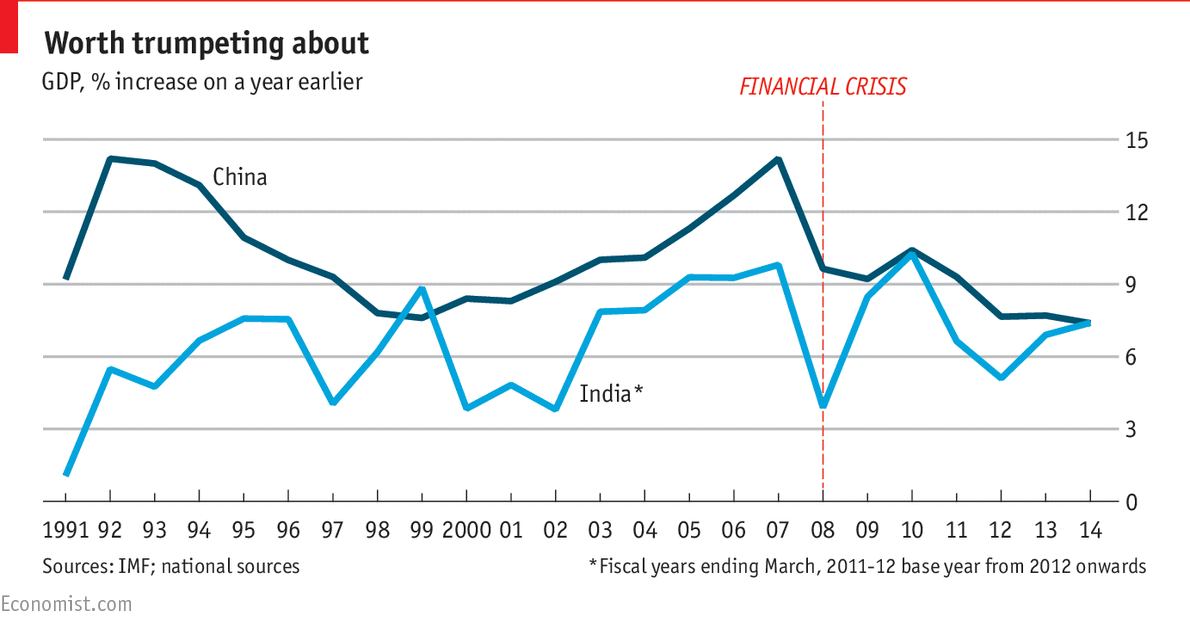 Worth trumpeting about
GDP, % increase on a year earlier
FINANCIAL CRISIS
15
China
12
9
6
India*
3
0
1991 92 93 94 95 96 97 98 99 2000 01 02 03 04 05 06 07 08 09 10 11 12 13 14
Sources: IMF; national sources
*Fiscal years ending March, 2011-12 base year from 2012 onwards
Economist.com